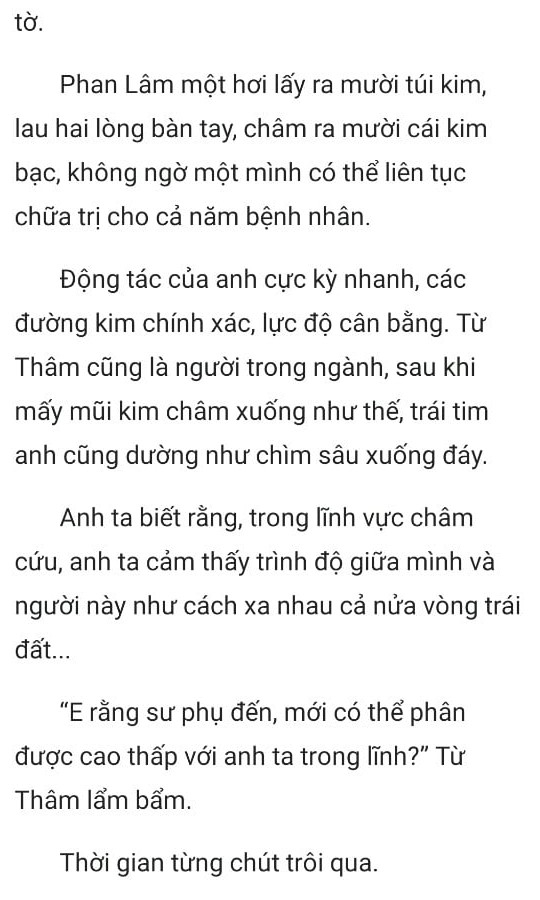 tờ.
Phan Lâm một hơi lấy ra mười túi kim,
lau hai lòng bàn tay, châm ra mười cái kim
bạc, không ngờ một mình có thể liên tục
chữa trị cho cả năm bệnh nhân.
Động tác của anh cực kỳ nhanh, các
đường kim chính xác, lực độ cân bằng. Từ
Thâm cũng là người trong ngành, sau khi
mấy mũi kim châm xuống như thế, trái tim
anh cũng dường như chìm sâu xuống đáy.
Anh ta biết rằng, trong lĩnh vực châm
cứu, anh ta cảm thấy trình độ giữa mình và
người này như cách xa nhau cả nửa vòng trái
đất...
“E rằng sư phụ đến, mới có thể phân
được cao thấp với anh ta trong lĩnh?” Từ
Thâm lẩm bẩm.
Thời gian từng chút trôi qua.